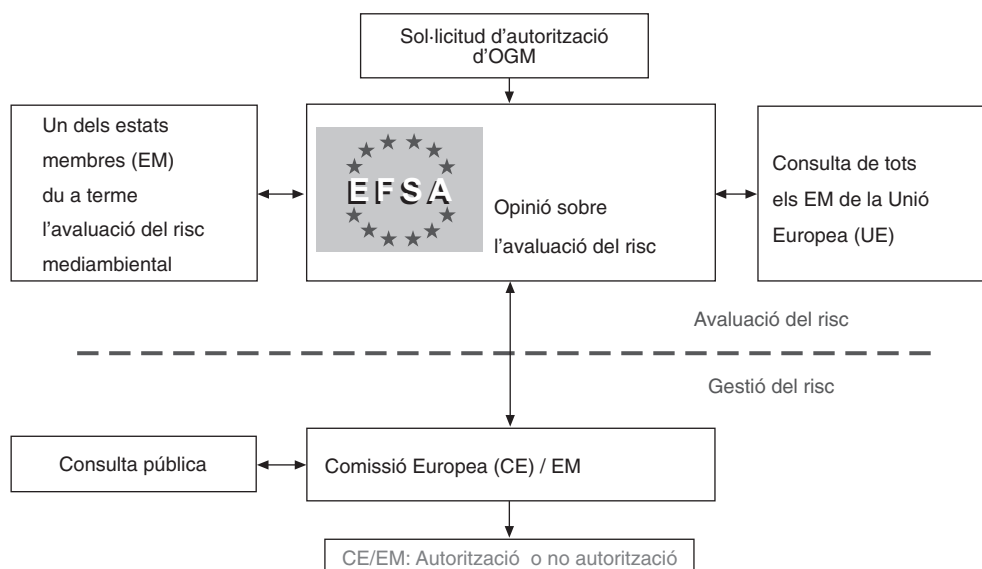 Sol·licitud d'autorització
d'OGM
Un dels estats
membres (EM)
du a terme
l'avaluació del risc
mediambiental
EFSA
Opinió sobre
l'avaluació del risc
Consulta de tots
els EM de la Unió
Europea (UE)
Avaluació del risc
Gestió del risc
Consulta pública
Comissió Europea (CE) / EM
CE/EM: Autorització o no autorització